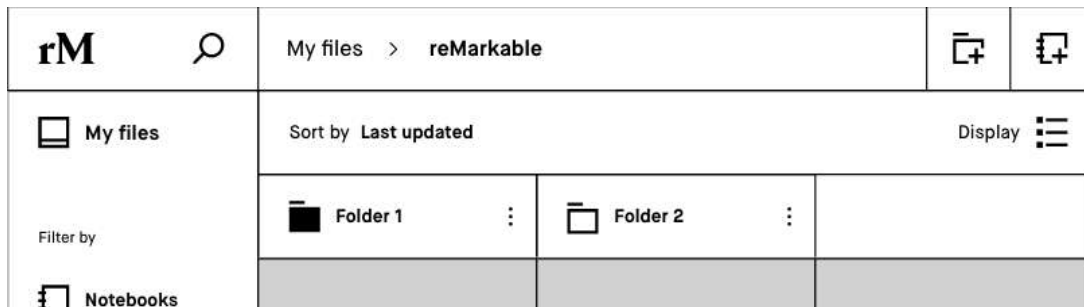 rM
My files > reMarkable
My files
Sort by Last updated
Display
Folder 1
Folder 2
Filter by
Notebooks